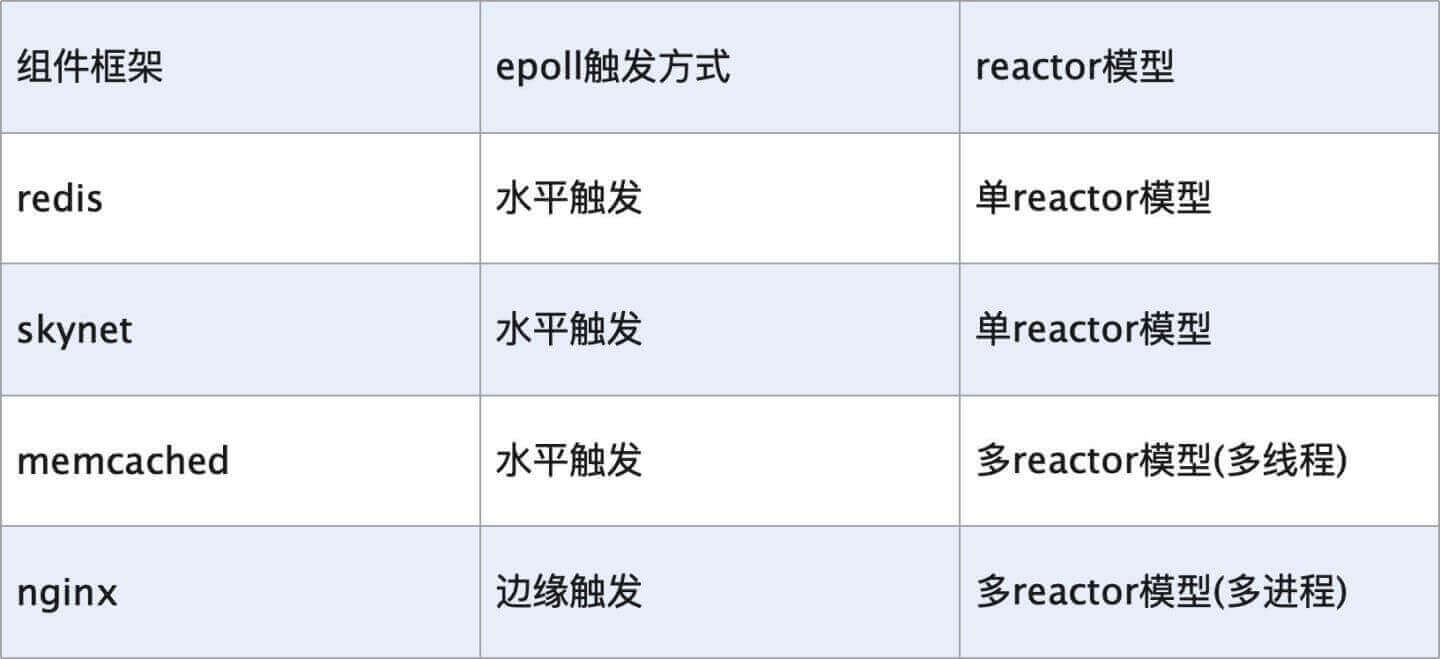 组件框架 epoll触发方式 reactor模型
redis 水平触发 单reactor模型
skynet 水平触发 单reactor模型
memcached 水平触发 多reactor模型(多线程)
nginx 边缘触发 多reactor模型(多进程)